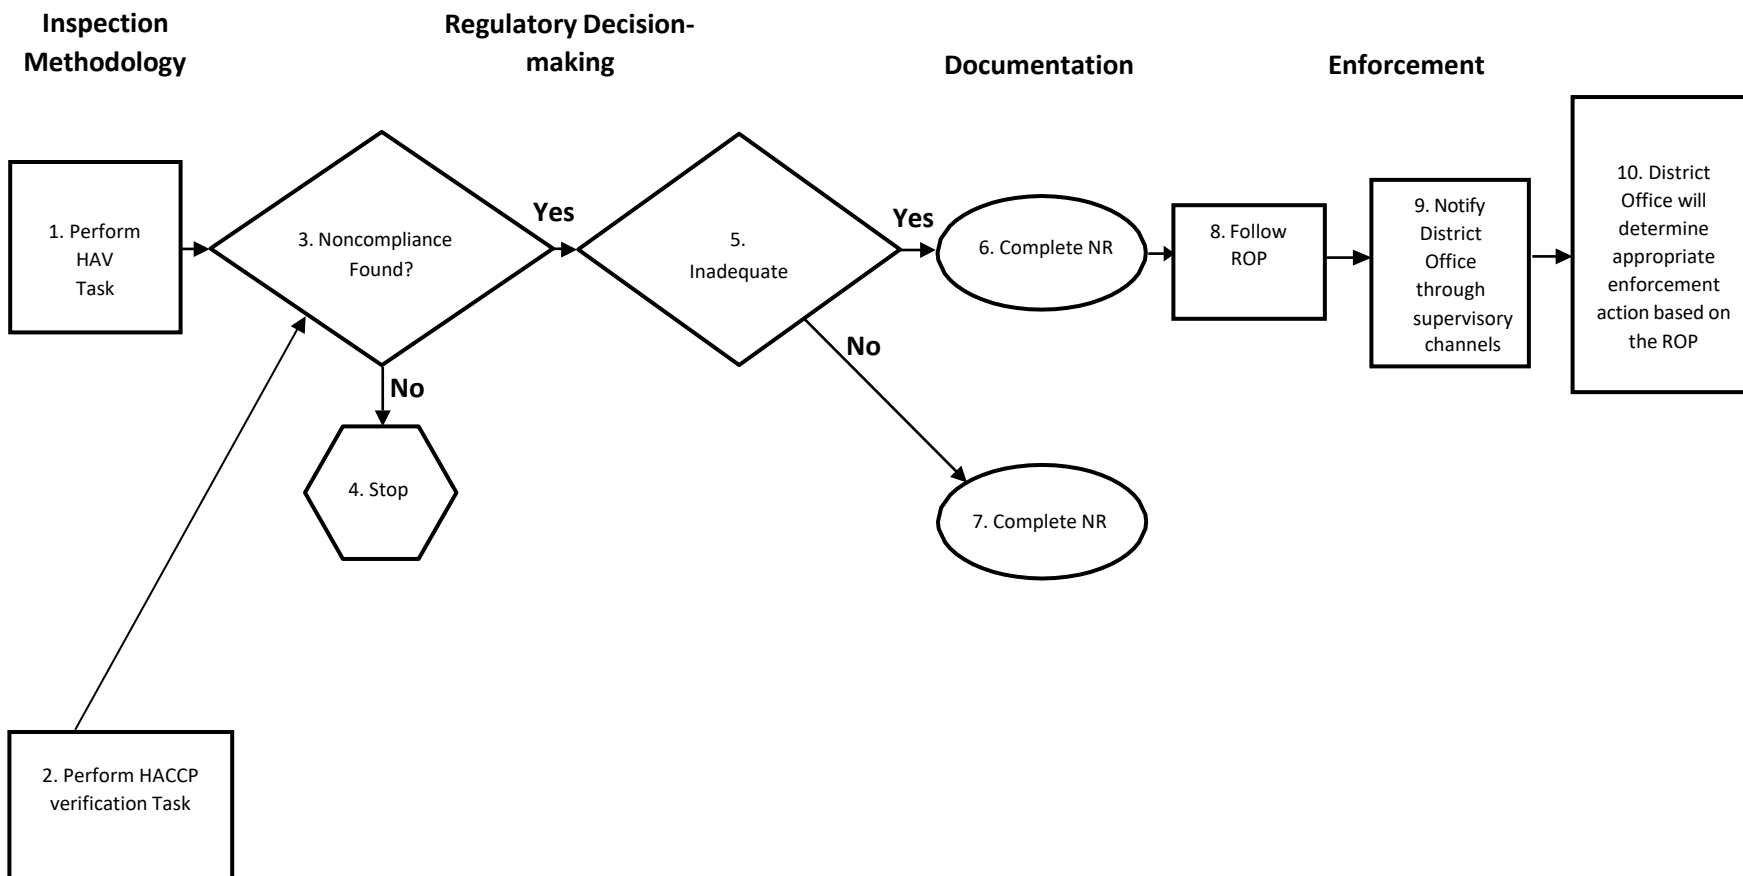 Inspection
Methodology
Regulatory Decision-
making
Documentation
Enforcement
1. Perform
HAV
Task
3. Noncompliance
Found?
Yes
5.
Inadequate
Yes
6. Complete NR
8. Follow
ROP
9. Notify
District
Office
through
supervisory
channels
10. District
Office will
determine
appropriate
enforcement
action based on
the ROP
No
No
4. Stop
7. Complete NR
2. Perform HACCP
verification Task